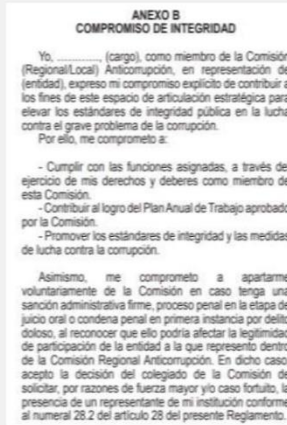 ANEXO B
COMPROMISO DE INTEGRIDAD
Yo, .............., (cargo), como miembro de la Comisión
(Regional/Local) Anticorrupción, en representación de
(entidad), expreso mi compromiso explícito de contribuir a
los fines de este espacio de articulación estratégica para
elevar los estándares de integridad pública en la lucha
contra el grave problema de la corrupción.
Por ello, me comprometo a:
- Cumplir con las funciones asignadas, a través del
ejercicio de mis derechos y deberes como miembro de
esta Comisión.
- Contribuir al logro del Plan Anual de Trabajo aprobado
por la Comisión.
- Promover los estándares de integridad y las medidas
de lucha contra la corrupción.
Asimismo, me comprometo a apartarme
voluntariamente de la Comisión en caso tenga una
sanción administrativa firme, proceso penal en la etapa de
juicio oral o condena penal en primera instancia por delito
doloso, al reconocer que ello podría afectar la legitimidad
de participación de la entidad a la que represento dentro
de la Comisión Regional Anticorrupción. En dicho caso,
acepto la decisión del colegiado de la Comisión de
solicitar, por razones de fuerza mayor y/o caso fortuito, la
presencia de un representante de mi institución conforme
al numeral 28.2 del artículo 28 del presente Reglamento.